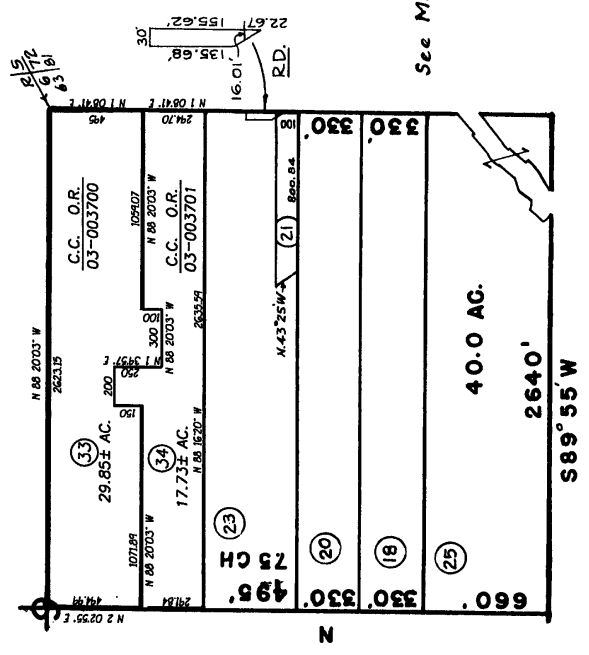 R S
6 72
63 81
30'
155.62'
135.68'
22.67'
16.01'
RD.
See M
N 88 20'03" W
2623.15
N 1 08'41" E
495
N 1 08'41" E
294.70
C.C. O.R.
03-003700
1059.07
N 88 20'03" W
C.C. O.R.
03-003701
100
300
N 88 20'03" W
N 1 34'57" E
250
200
150
33
29.85± AC.
34
17.73± AC.
N 88 16'20" W
2635.59
1071.89
N 88 20'03" W
494.99
N 2 02'55" E
291.84
100
800.84
21
N.43°25'W
23
7.5 CH
495'
330'
330'
20
330'
330'
18
25
40.0 AC.
660'
2640'
S89°55'W
N